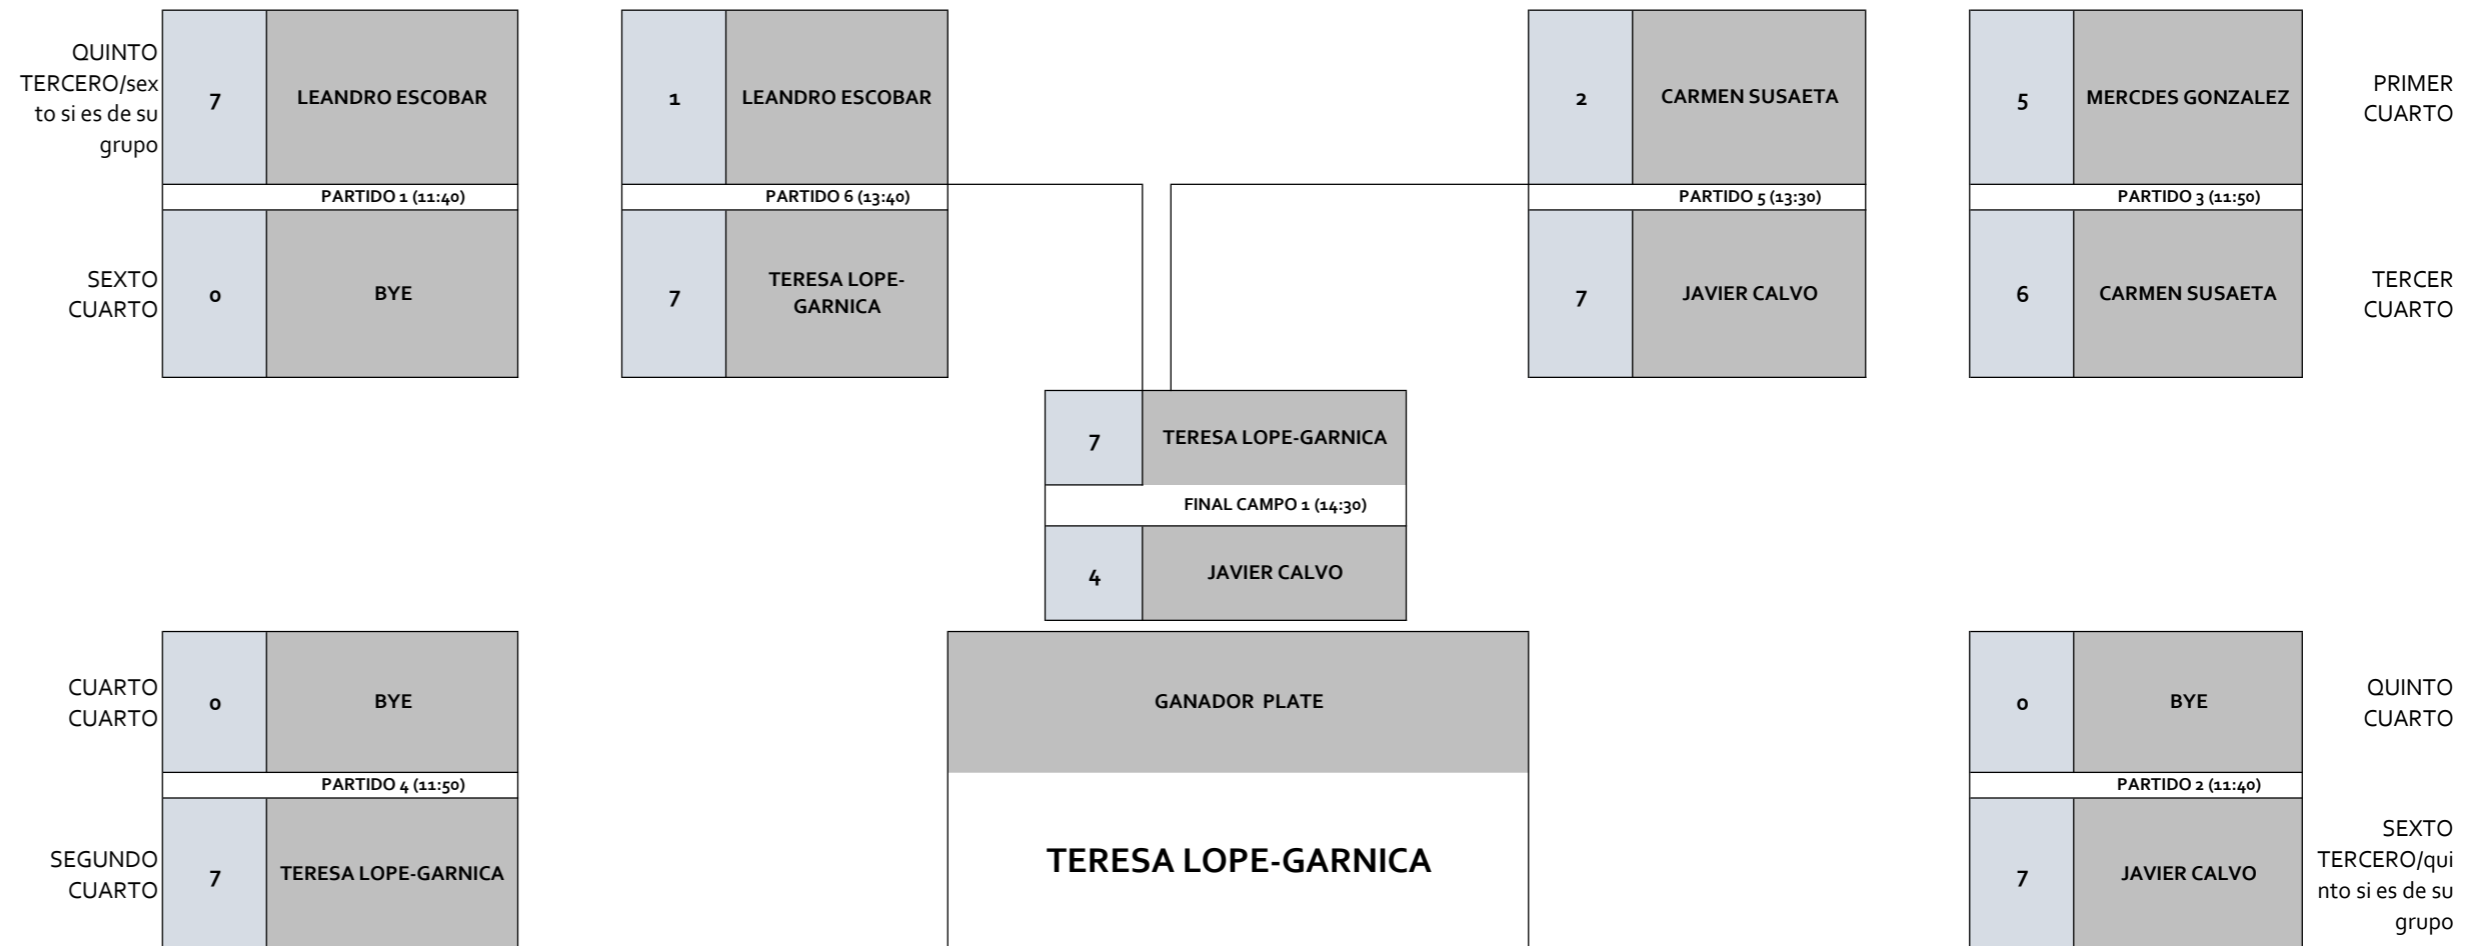 QUINTO
TERCERO/sex
to si es de su
grupo
7
LEANDRO ESCOBAR
PARTIDO 1 (11:40)
SEXTO
CUARTO
0
BYE
1
LEANDRO ESCOBAR
PARTIDO 6 (13:40)
7
TERESA LOPE-
GARNICA
2
CARMEN SUSAETA
PARTIDO 5 (13:30)
7
JAVIER CALVO
5
MERCDES GONZALEZ
PRIMER
CUARTO
PARTIDO 3 (11:50)
6
CARMEN SUSAETA
TERCER
CUARTO
7
TERESA LOPE-GARNICA
FINAL CAMPO 1 (14:30)
4
JAVIER CALVO
CUARTO
CUARTO
0
BYE
PARTIDO 4 (11:50)
SEGUNDO
CUARTO
7
TERESA LOPE-GARNICA
GANADOR PLATE
TERESA LOPE-GARNICA
0
BYE
QUINTO
CUARTO
PARTIDO 2 (11:40)
7
JAVIER CALVO
SEXTO
TERCERO/qui
nto si es de su
grupo